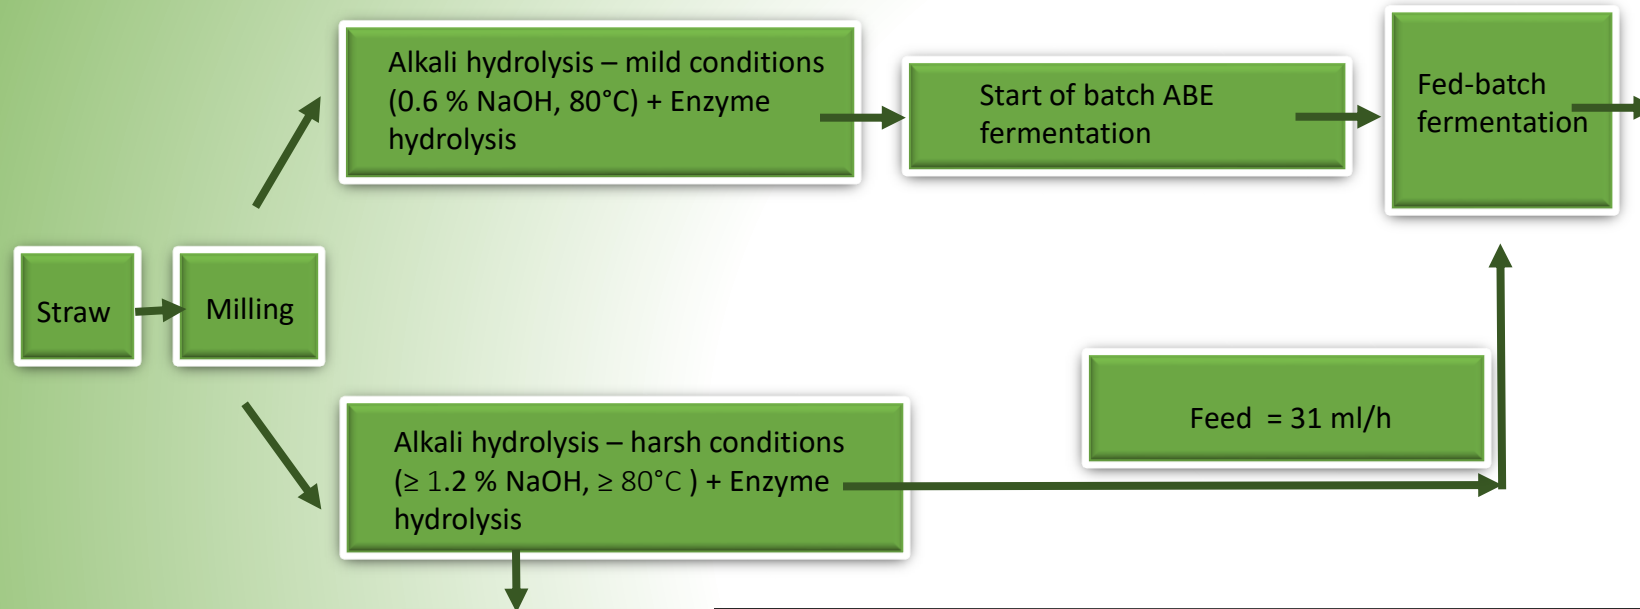 Straw
Milling
Alkali hydrolysis – mild conditions
(0.6 % NaOH, 80°C) + Enzyme
hydrolysis
Start of batch ABE
fermentation
Fed-batch
fermentation
Alkali hydrolysis – harsh conditions
(≥ 1.2 % NaOH, ≥ 80°C ) + Enzyme
hydrolysis
Feed = 31 ml/h